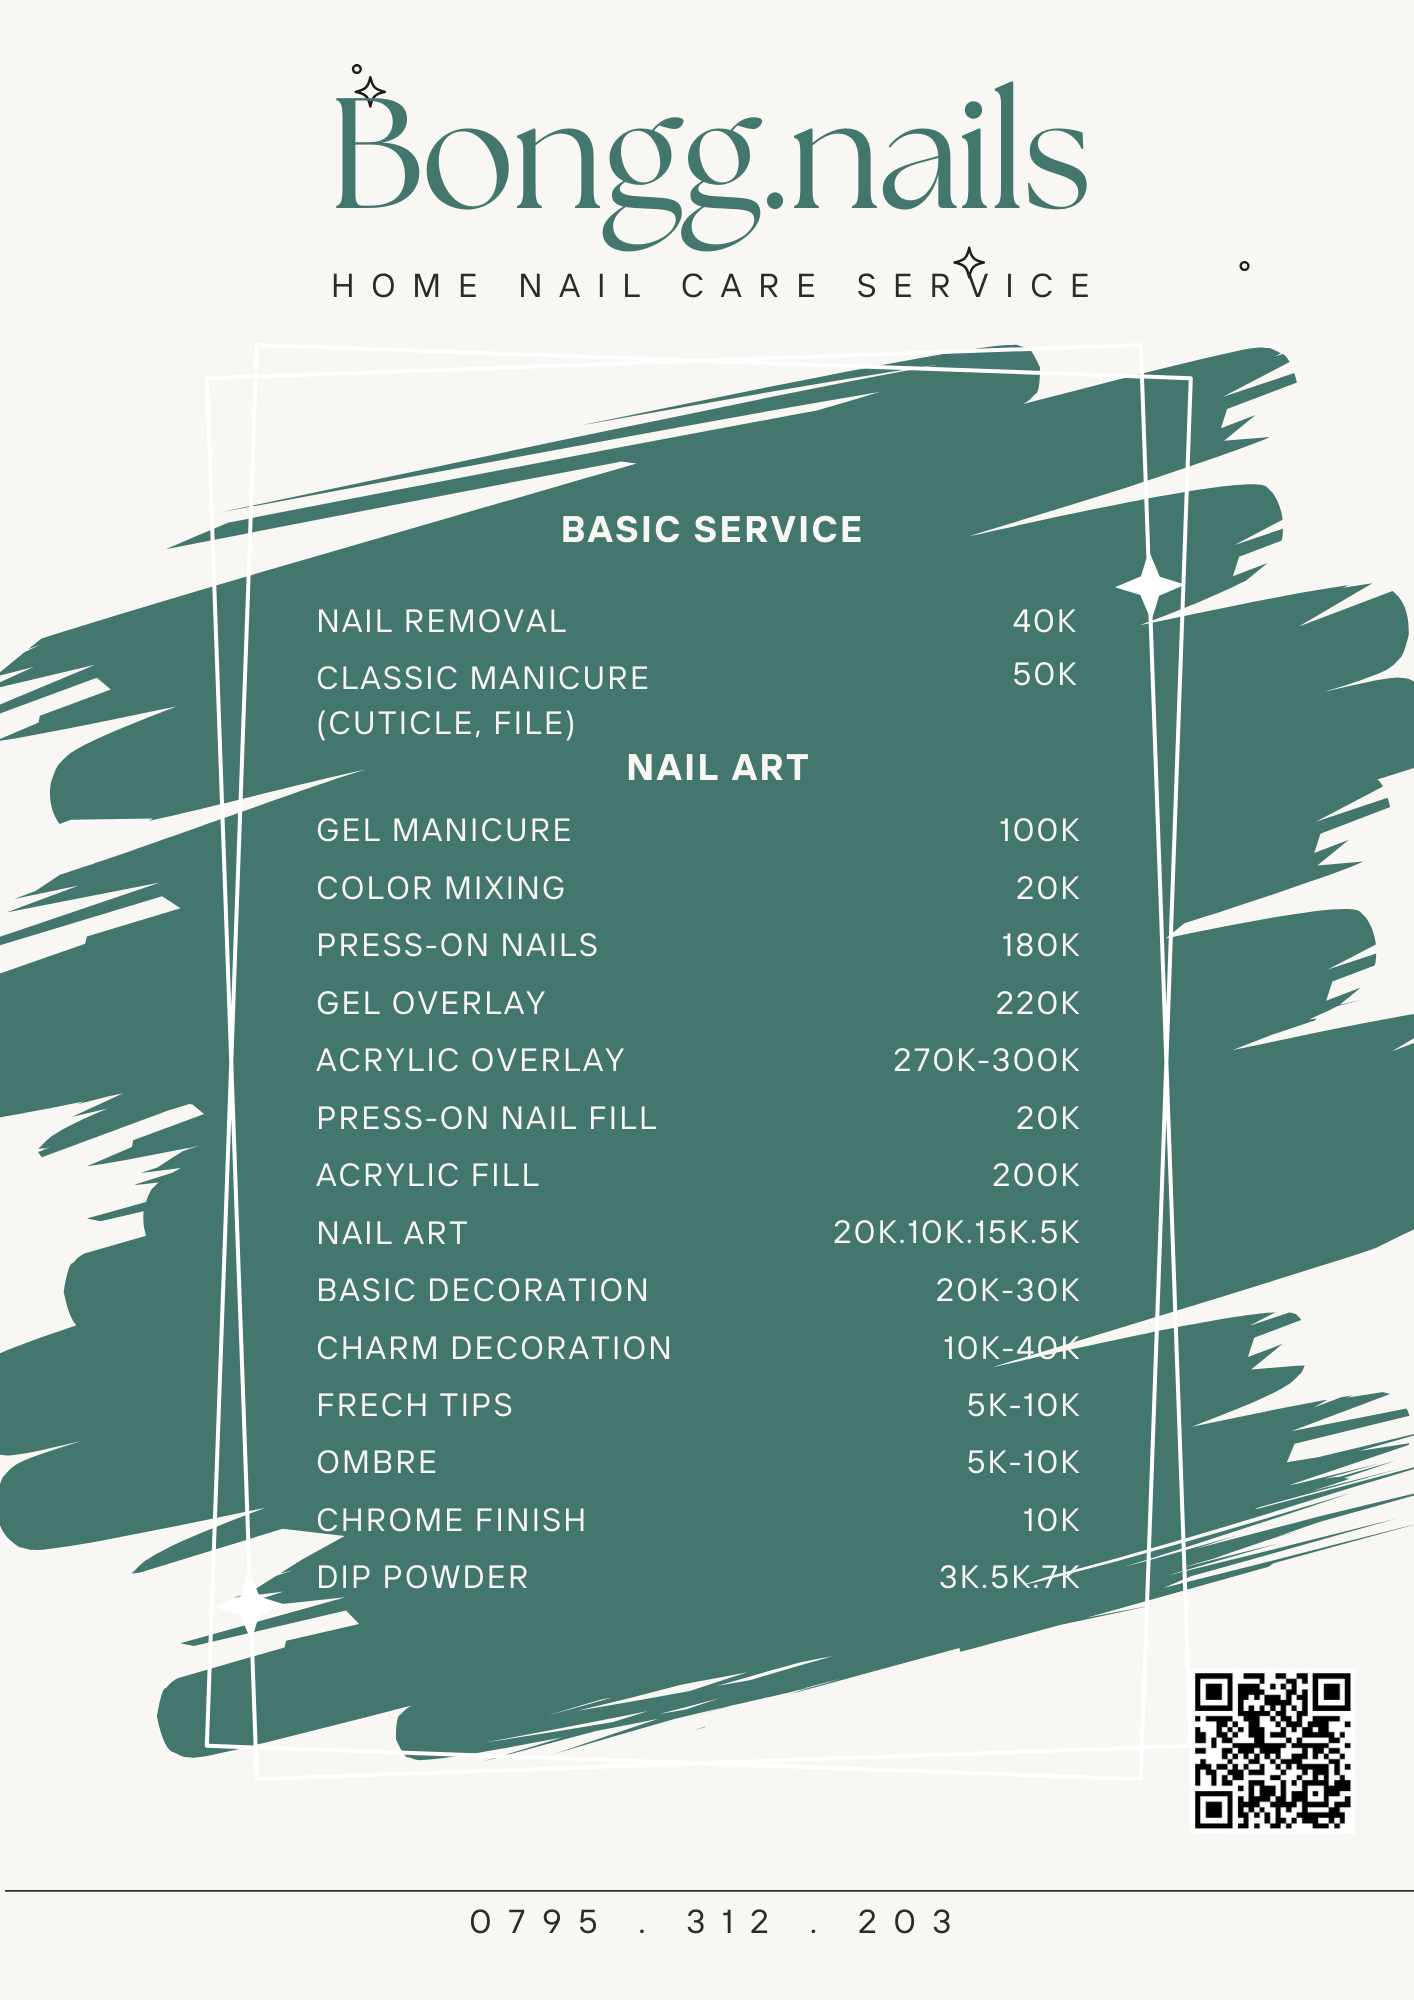 Bongg.nails
HOME NAIL CARE SERVICE
BASIC SERVICE
NAIL REMOVAL 40K
CLASSIC MANICURE 50K
(CUTICLE, FILE)
NAIL ART
GEL MANICURE 100K
COLOR MIXING 20K
PRESS-ON NAILS 180K
GEL OVERLAY 220K
ACRYLIC OVERLAY 270K-300K
PRESS-ON NAIL FILL 20K
ACRYLIC FILL 200K
NAIL ART 20K.10K.15K.5K
BASIC DECORATION 20K-30K
CHARM DECORATION 10K-40K
FRECH TIPS 5K-10K
OMBRE 5K-10K
CHROME FINISH 10K
DIP POWDER 3K.5K.7K
0795 . 312 . 203